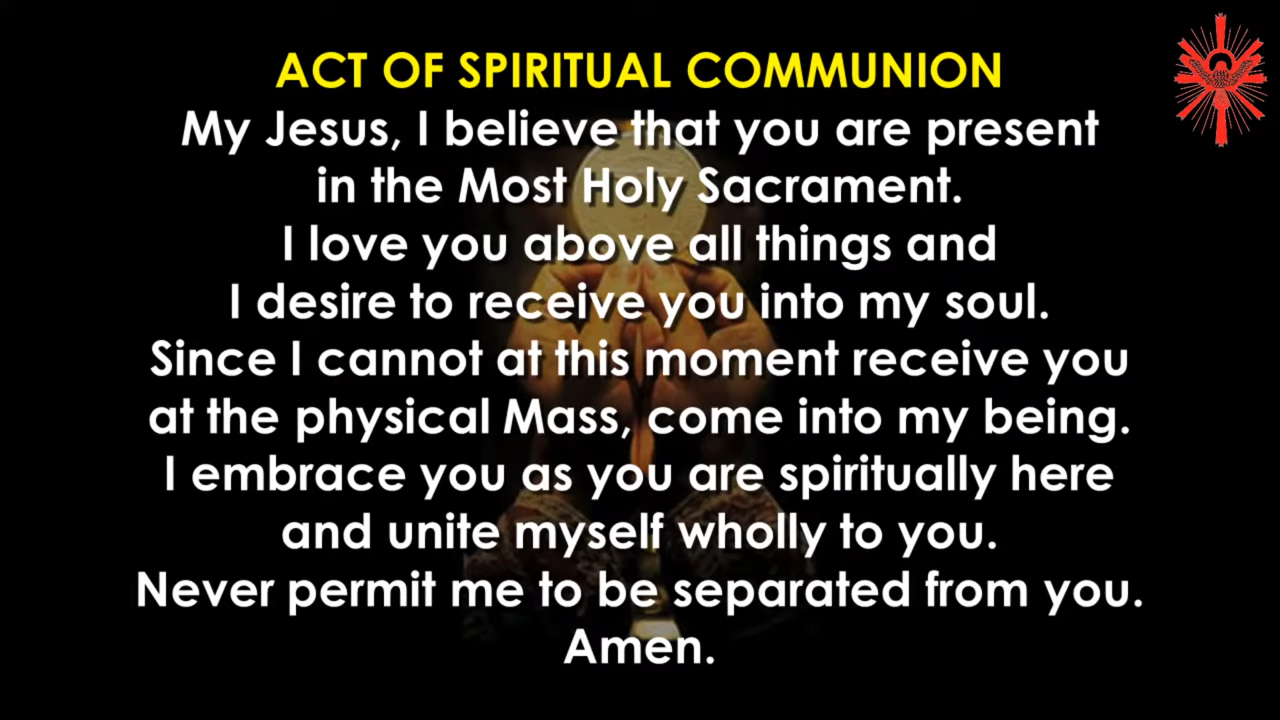 ACT OF SPIRITUAL COMMUNION
My Jesus, I believe that you are present
in the Most Holy Sacrament.
I love you above all things and
I desire to receive you into my soul.
Since I cannot at this moment receive you
at the physical Mass, come into my being.
I embrace you as you are spiritually here
and unite myself wholly to you.
Never permit me to be separated from you.
Amen.